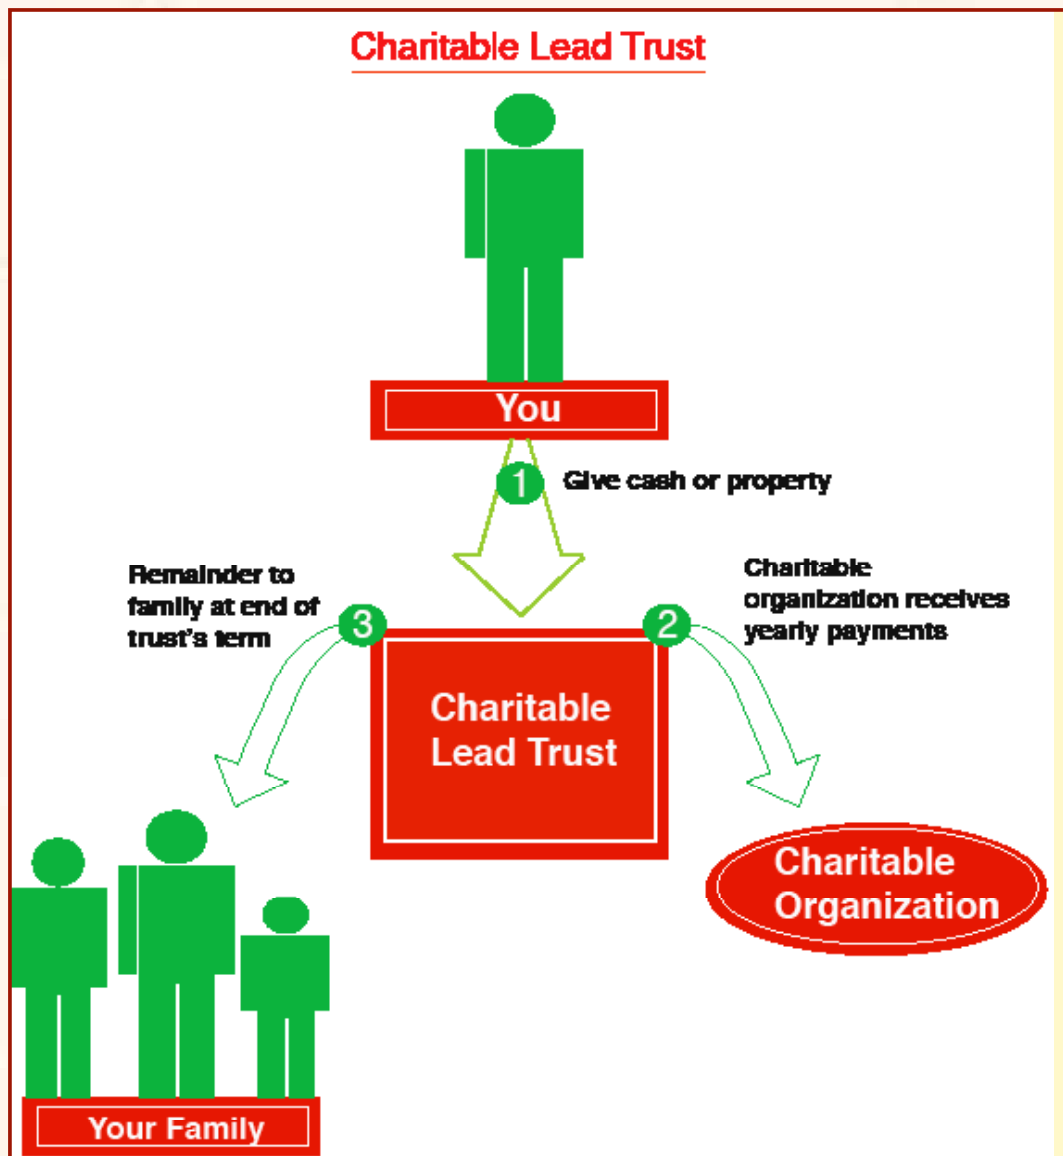 Charitable Lead Trust
You
1
Give cash or property
Remainder to
family at end of
trust's term
3
2
Charitable
organization receives
yearly payments
Charitable
Lead Trust
Charitable
Organization
Your Family